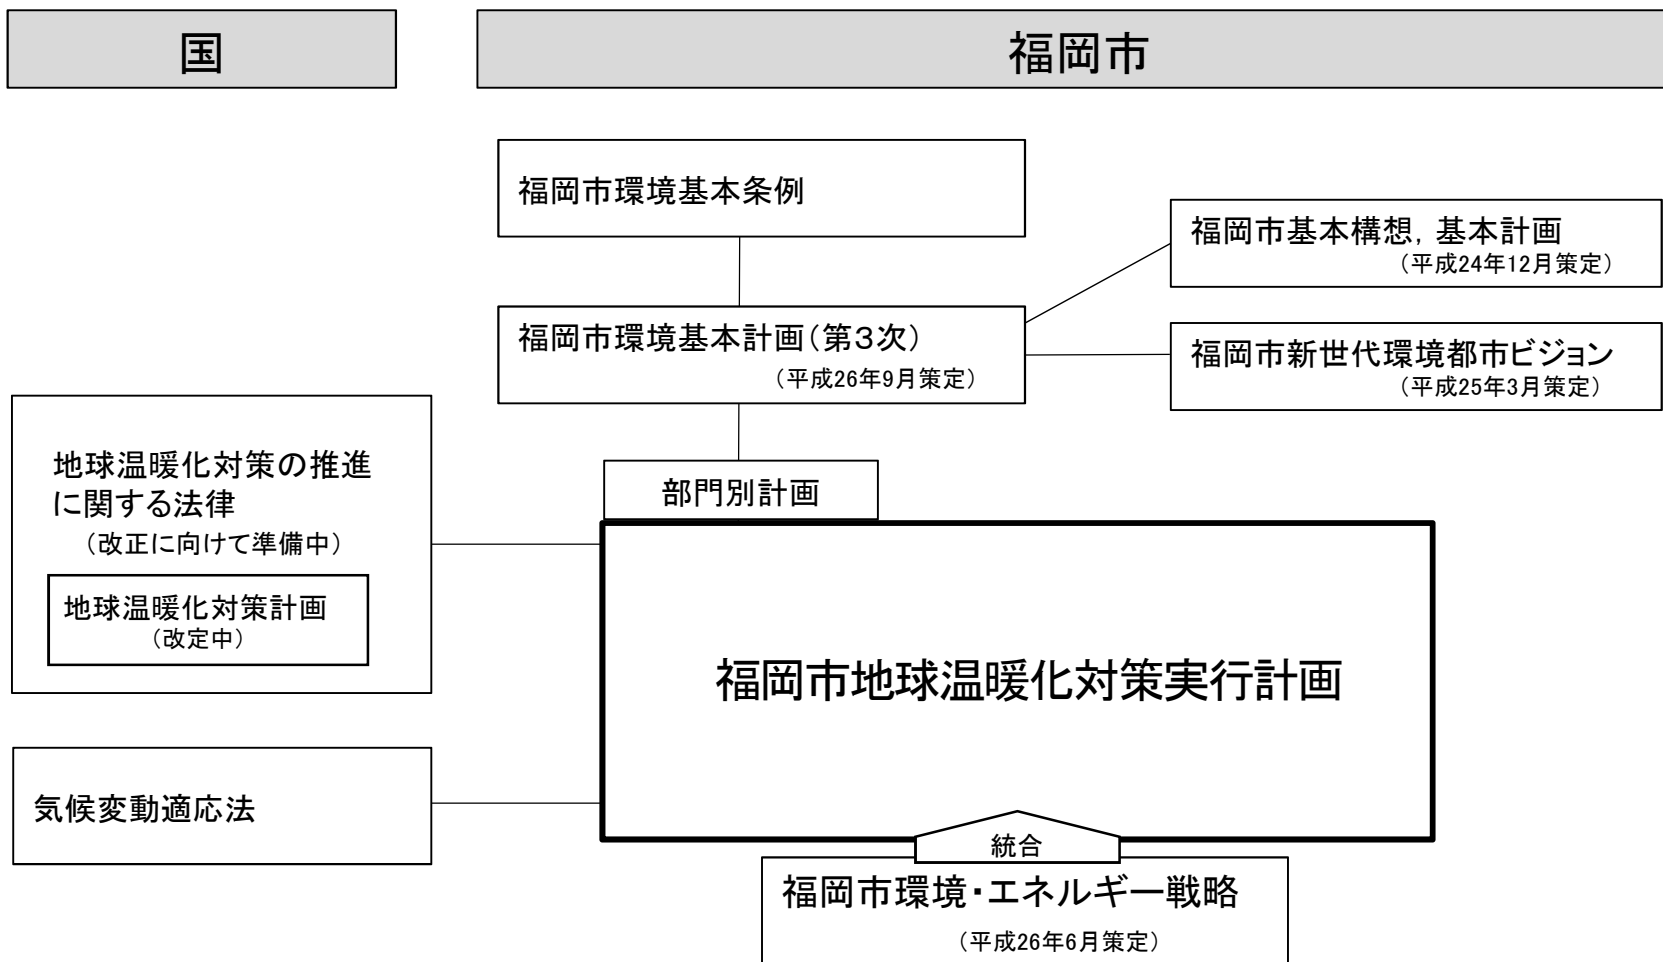 国
福岡市
福岡市環境基本条例
福岡市基本構想，基本計画
（平成24年12月策定）
福岡市環境基本計画（第３次）
（平成26年9月策定）
福岡市新世代環境都市ビジョン
（平成25年3月策定）
地球温暖化対策の推進
に関する法律
（改正に向けて準備中）
地球温暖化対策計画
（改定中）
部門別計画
福岡市地球温暖化対策実行計画
気候変動適応法
統合
福岡市環境・エネルギー戦略
（平成26年6月策定）